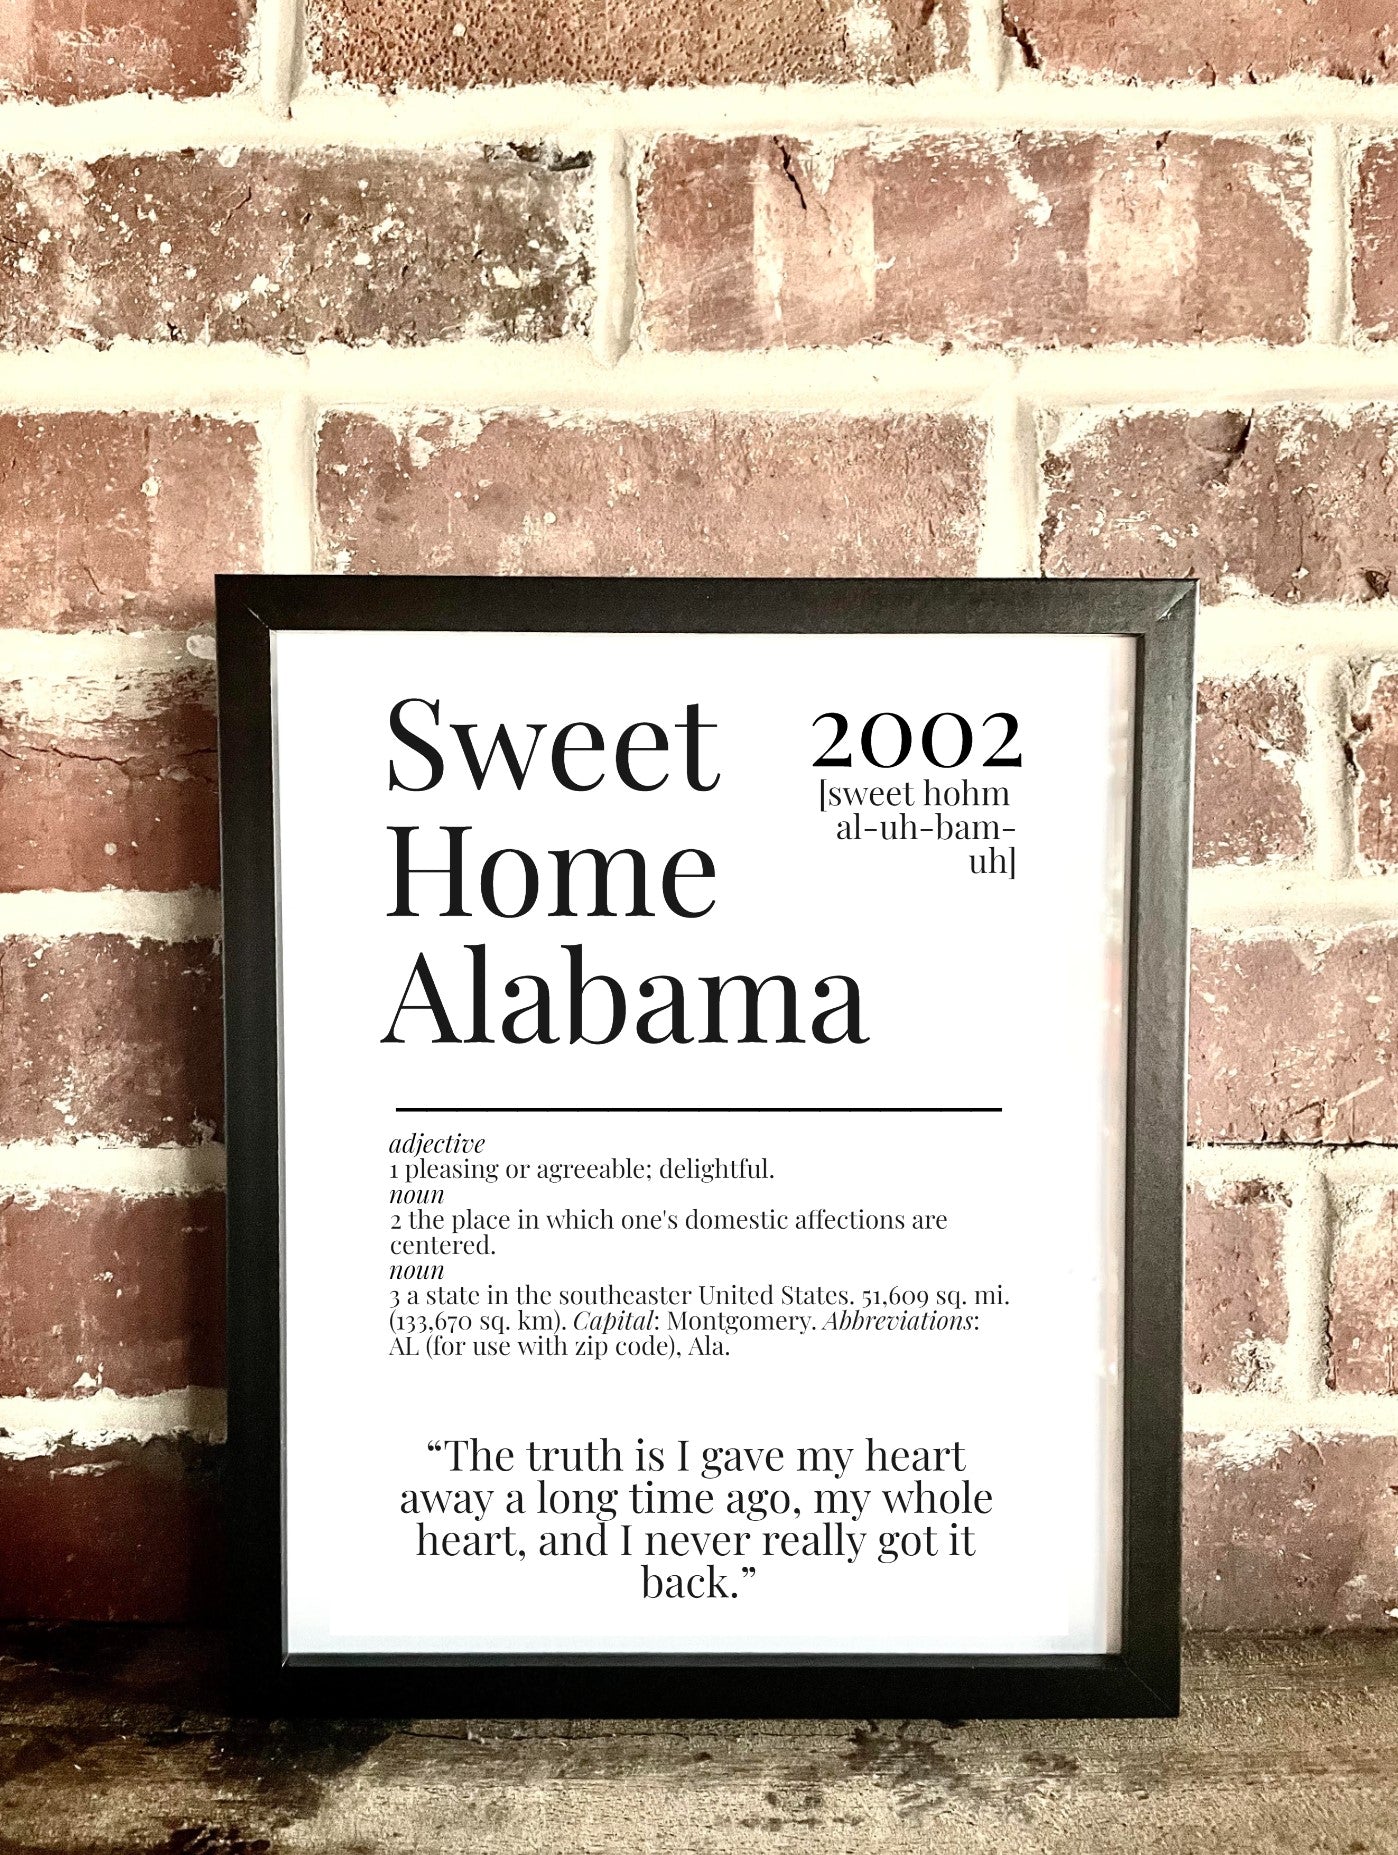 Sweet
Home
Alabama
2002
[sweet hohm
al-uh-bam-
uh]
adjective
1 pleasing or agreeable; delightful.
noun
2 the place in which one's domestic affections are
centered.
noun
3 a state in the southeaster United States. 51,609 sq. mi.
(133,670 sq. km). Capital: Montgomery. Abbreviations:
AL (for use with zip code), Ala.
“The truth is I gave my heart
away a long time ago, my whole
heart, and I never really got it
back.”